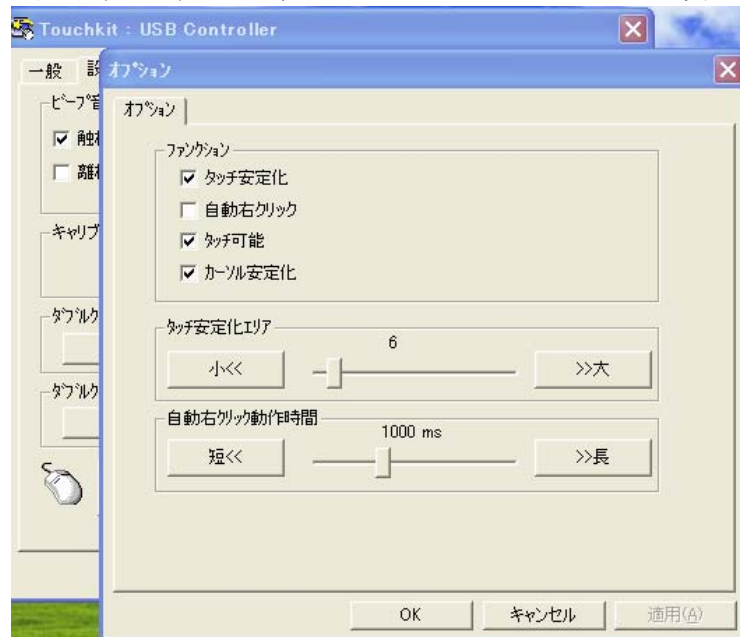 Touchkit : USB Controller
一般
オプション
オプション
ビープ音
ファンクション
触れ
タッチ安定化
離れ
自動右クリック
キャリブ
タッチ可能
カーソル安定化
ダブルク
タッチ安定化エリア
6
小<<
>>大
ダブルク
自動右クリック動作時間
1000 ms
短<<
>>長
OK
キャンセル
適用(A)